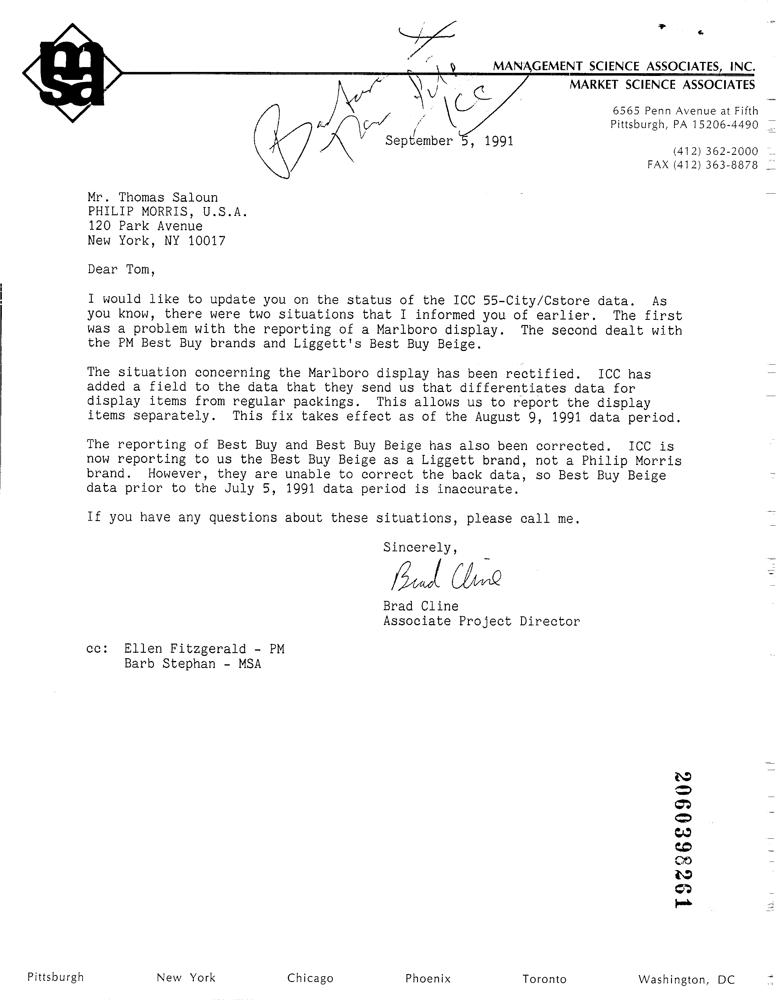 msa
MANAGEMENT SCIENCE ASSOCIATES, INC.
MARKET SCIENCE ASSOCIATES
6565 Penn Avenue at Fifth
Pittsburgh, PA 15206-4490
(412) 362-2000
FAX (412) 363-8878
ICC
September 5, 1991
Mr. Thomas Saloun
PHILIP MORRIS, U.S.A.
120 Park Avenue
New York, NY 10017
Dear Tom,
I would like to update you on the status of the ICC 55-City/Cstore data. As
you know, there were two situations that I informed you of earlier. The first
was a problem with the reporting of a Marlboro display. The second dealt with
the PM Best Buy brands and Liggett's Best Buy Beige.
The situation concerning the Marlboro display has been rectified. ICC has
added a field to the data that they send us that differentiates data for
display items from regular packings. This allows us to report the display
items separately. This fix takes effect as of the August 9, 1991 data period.
The reporting of Best Buy and Best Buy Beige has also been corrected. ICC is
now reporting to us the Best Buy Beige as a Liggett brand, not a Philip Morris
brand. However, they are unable to correct the back data, so Best Buy Beige
data prior to the July 5, 1991 data period is inaccurate.
If you have any questions about these situations, please call me.
Sincerely,
Brad Cline
Brad Cline
Associate Project Director
cc: Ellen Fitzgerald - PM
Barb Stephan - MSA
2060398261
Pittsburgh New York Chicago Phoenix Toronto Washington, DC